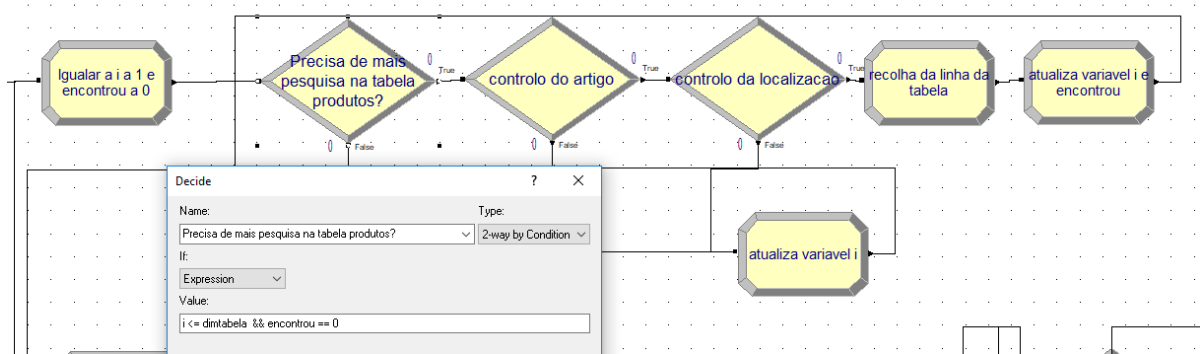 Igualar a i a 1 e
encontrou a 0
Precisa de mais
pesquisa na tabela
produtos?
0
True
0
False
controlo do artigo
0
True
0
False
controlo da localizacao
0
True
0
False
recolha da linha da
tabela
atualiza variavel i e
encontrou
atualiza variavel i
Decide
?
Name:
Type:
Precisa de mais pesquisa na tabela produtos?
2-way by Condition
If:
Expression
Value:
i <= dimtabela && encontrou == 0